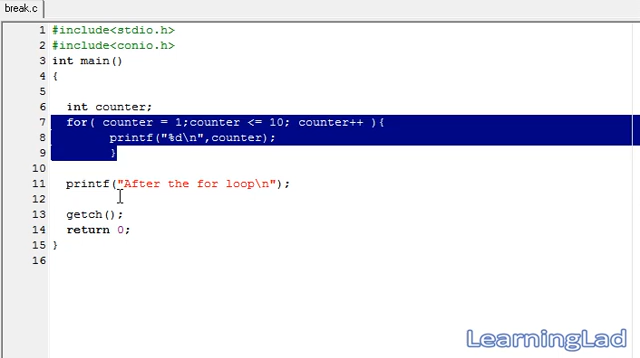 break.c
1 #include<stdio.h>
2 #include<conio.h>
3 int main()
4 {
5
6 int counter;
7 for( counter = 1;counter <= 10; counter++ ){
8 printf("%d\n",counter);
9 }
10
11 printf("After the for loop\n");
12
13 getch();
14 return 0;
15 }
16
LearningLad